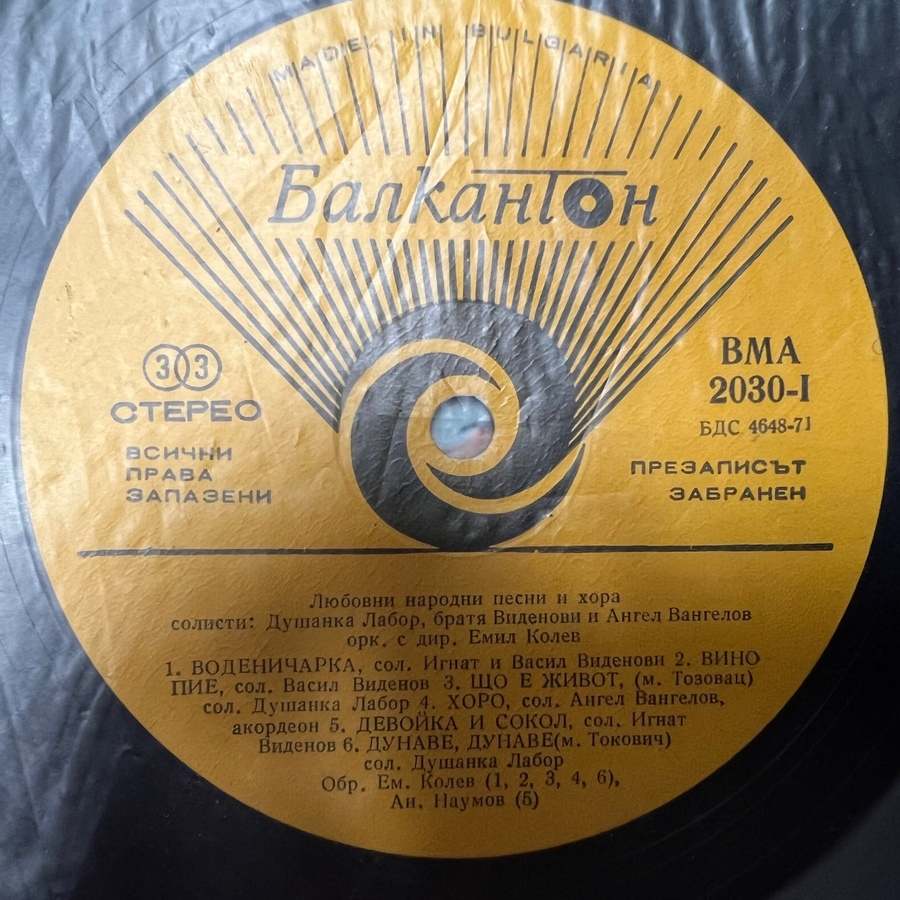 MADE IN BULGARIA
Балкантон
33
СТЕРЕО
ВСИЧНИ
ПРАВА
ЗАПАЗЕНИ
ВМА
2030-I
БДС 4648-71
ПРЕЗАПИСЪТ
ЗАБРАНЕН
Любовни народни песни и хора
солисти: Душанка Лабор, братя Виденови и Ангел Вангелов
орк. с дир. Емил Колев
1. ВОДЕНИЧАРКА, сол. Игнат и Васил Виденови 2. ВИНО
ПИЕ, сол. Васил Виденов 3. ЩО Е ЖИВОТ, (м. Тозовац)
сол. Душанка Лабор 4. ХОРО, сол. Ангел Вангелов,
акордеон 5. ДЕВОЙКА И СОКОЛ, сол. Игнат
Виденов 6. ДУНАВЕ, ДУНАВЕ(м. Токович)
сол. Душанка Лабор
Обр. Ем. Колев (1, 2, 3, 4, 6),
Ан. Наумов (5)